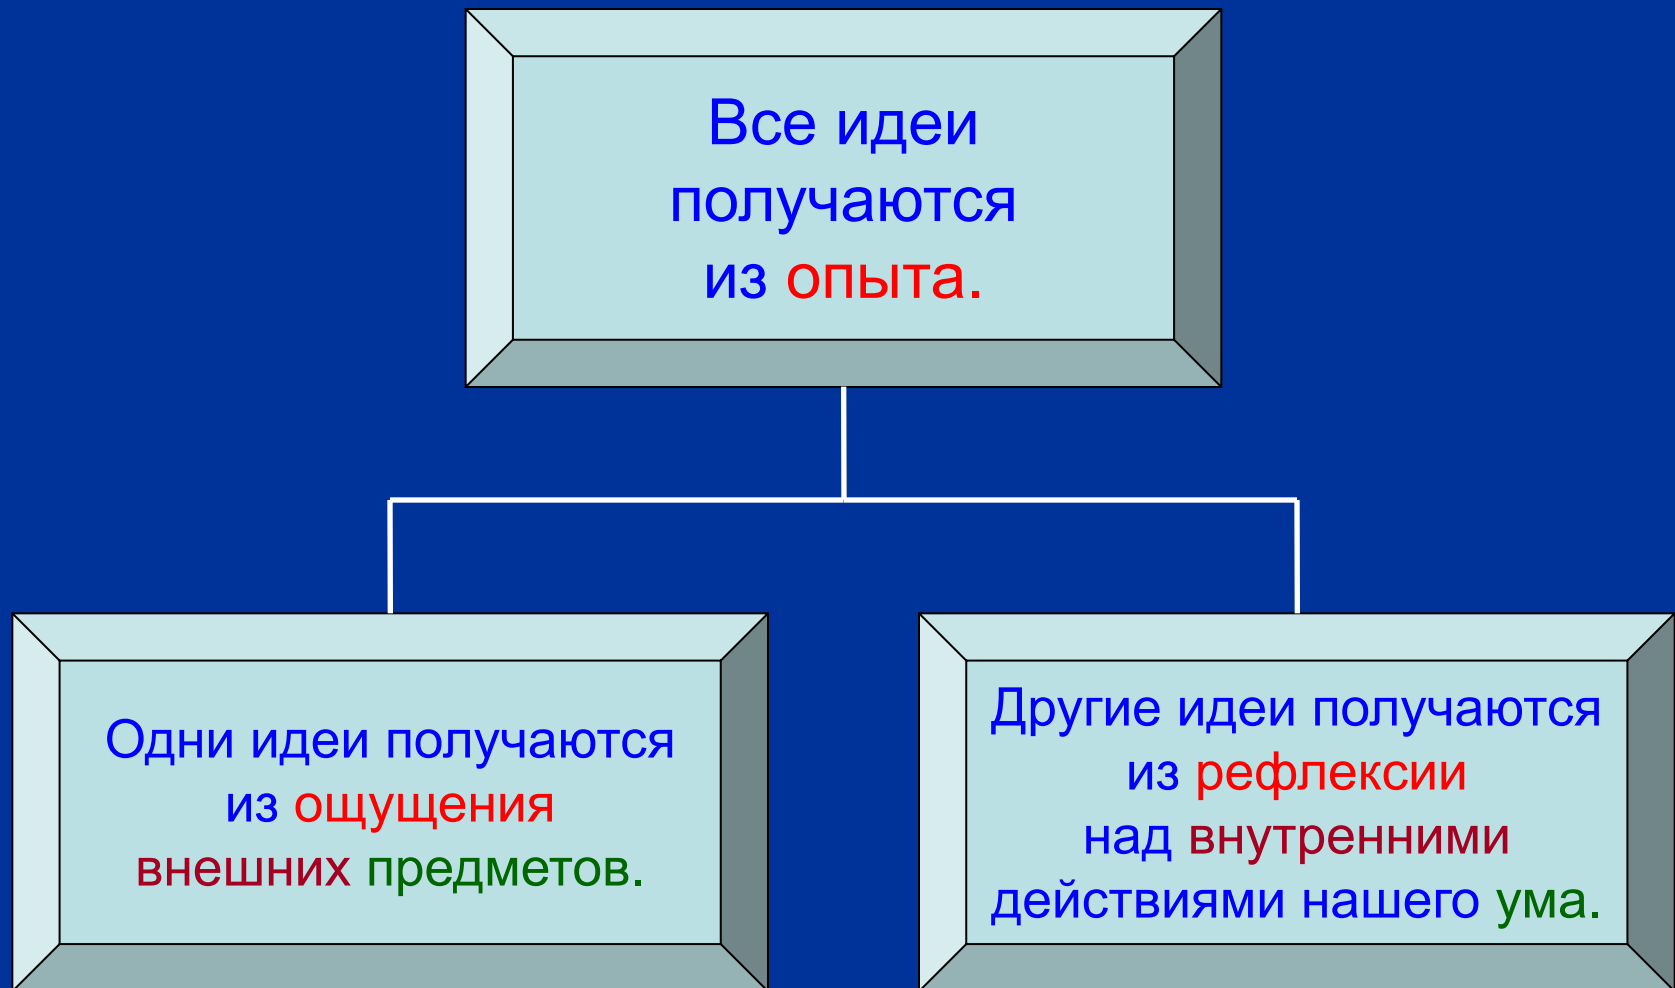 Все идеи
получаются
из опыта.
Одни идеи получаются
из ощущения
внешних предметов.
Другие идеи получаются
из рефлексии
над внутренними
действиями нашего ума.